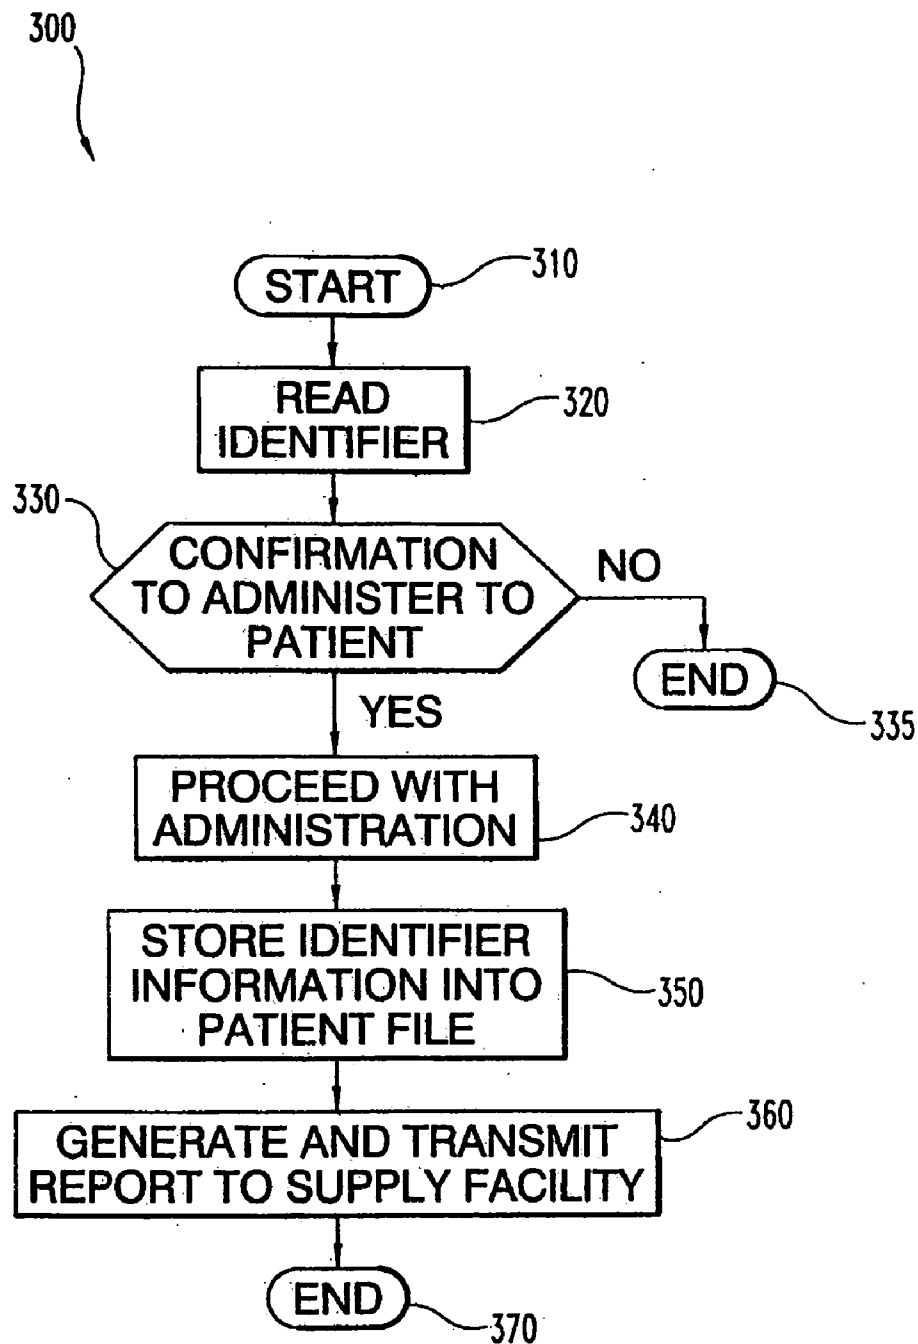 300
START
310
READ
IDENTIFIER
320
330
CONFIRMATION
TO ADMINISTER TO
PATIENT
NO
END
335
YES
PROCEED WITH
ADMINISTRATION
340
STORE IDENTIFIER
INFORMATION INTO
PATIENT FILE
350
GENERATE AND TRANSMIT
REPORT TO SUPPLY FACILITY
360
END
370